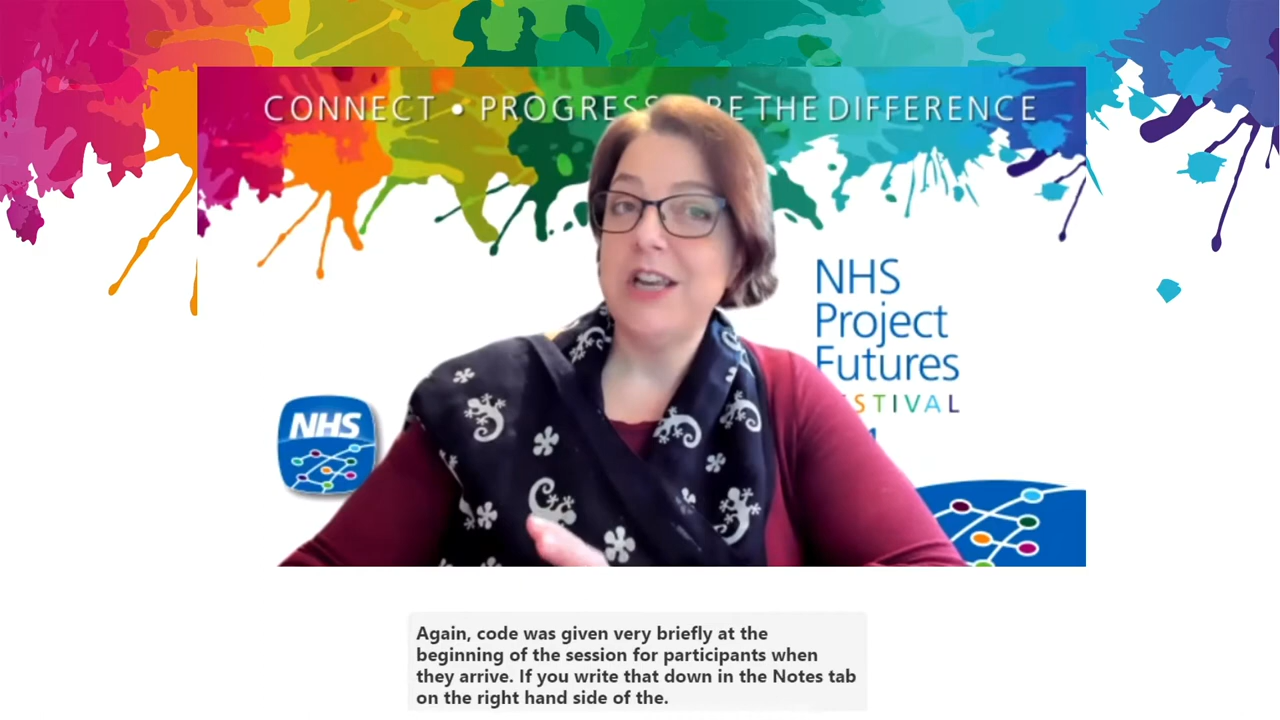 CONNECT • PROGRESS BE THE DIFFERENCE
NHS
Project
Futures
STIVAL
NHS
Again, code was given very briefly at the
beginning of the session for participants when
they arrive. If you write that down in the Notes tab
on the right hand side of the.